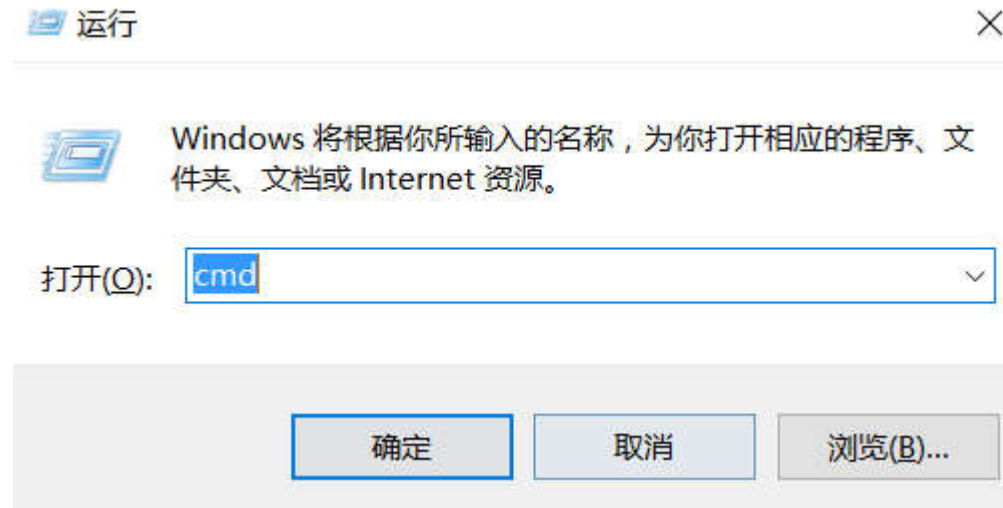 运行
Windows 将根据你所输入的名称，为你打开相应的程序、文
件夹、文档或 Internet 资源。
打开(O): cmd
确定 取消 浏览(B)...